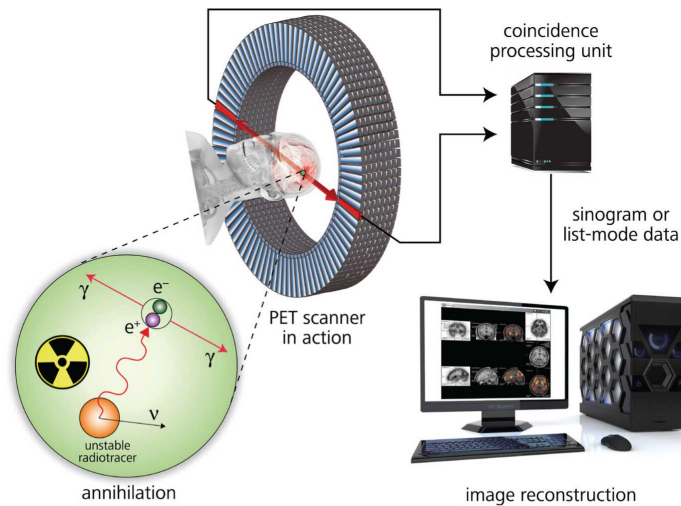 coincidence
processing unit
sinogram or
list-mode data
PET scanner
in action
γ
e⁻
e⁺
γ
ν
unstable
radiotracer
annihilation
image reconstruction